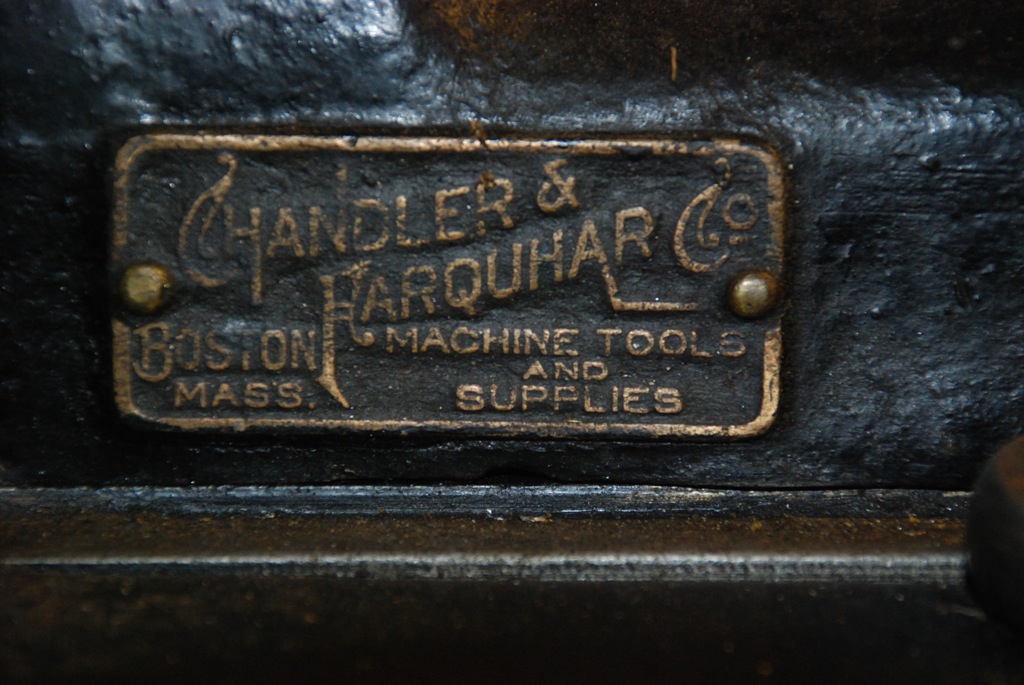 CHANDLER &
FARQUHAR CO.
BOSTON
MASS.
MACHINE TOOLS
AND
SUPPLIES